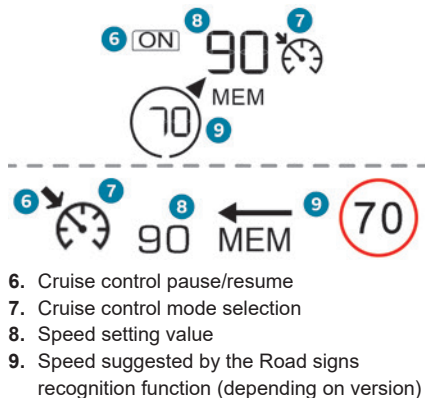 8 7
6 ON 90
MEM
70 9
6 7 8 9
90 MEM 70
6. Cruise control pause/resume
7. Cruise control mode selection
8. Speed setting value
9. Speed suggested by the Road signs
recognition function (depending on version)